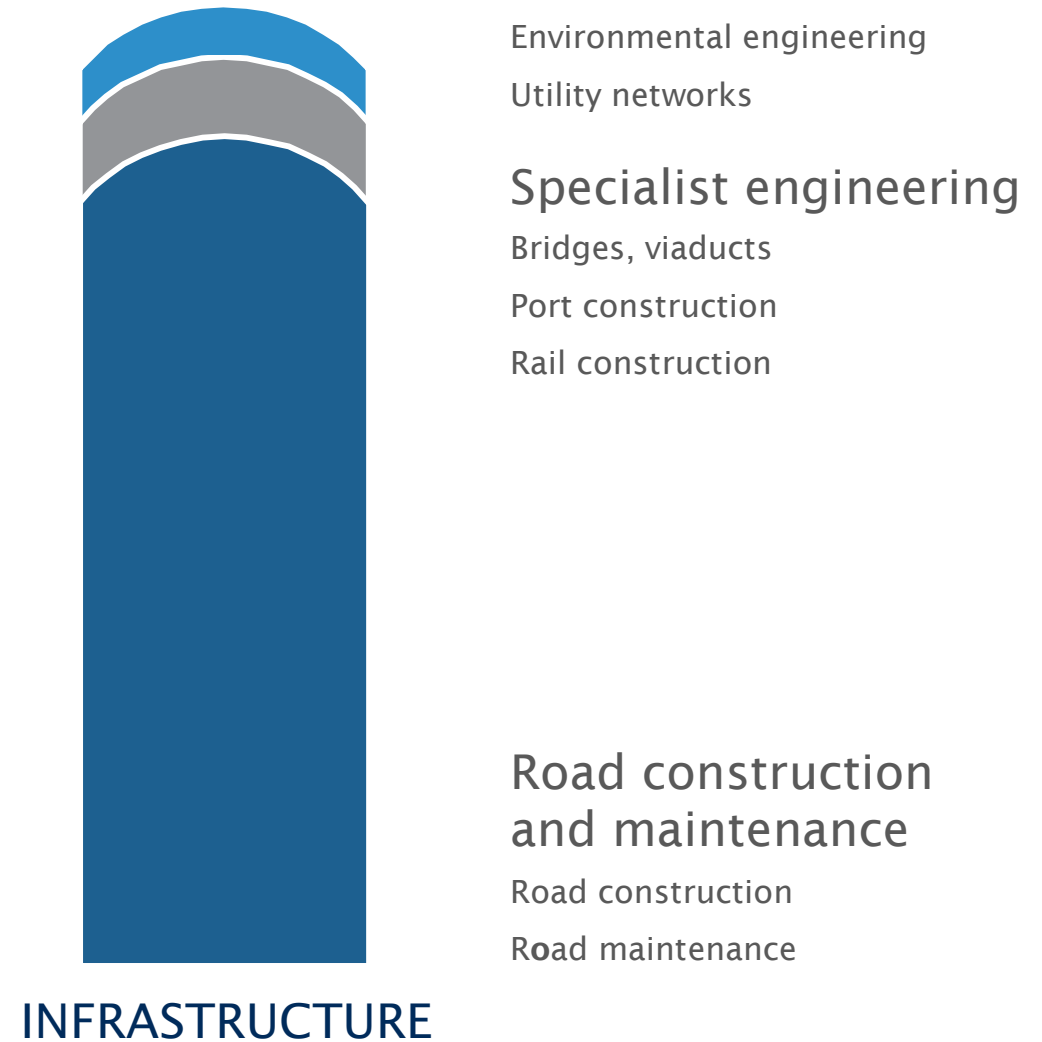 Environmental engineering
Utility networks
Specialist engineering
Bridges, viaducts
Port construction
Rail construction
Road construction
and maintenance
Road construction
Road maintenance
INFRASTRUCTURE